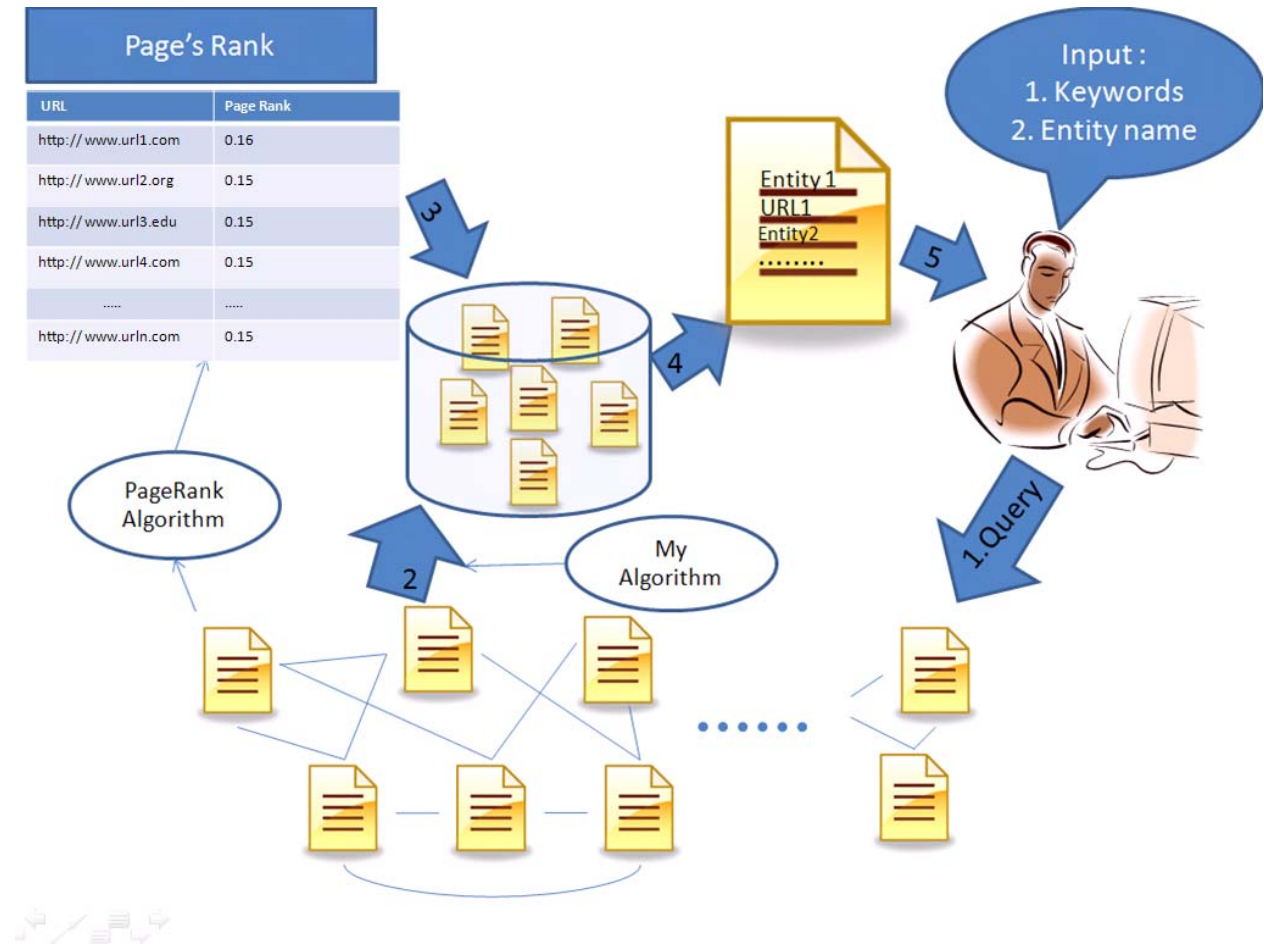 Page's Rank
URL Page Rank
http://www.url1.com 0.16
http://www.url2.org 0.15
http://www.url3.edu 0.15
http://www.url4.com 0.15
..... .....
http://www.urln.com 0.15
Input :
1. Keywords
2. Entity name
Entity 1
URL1
Entity2
........
3
4
5
PageRank
Algorithm
2
My
Algorithm
1.Query